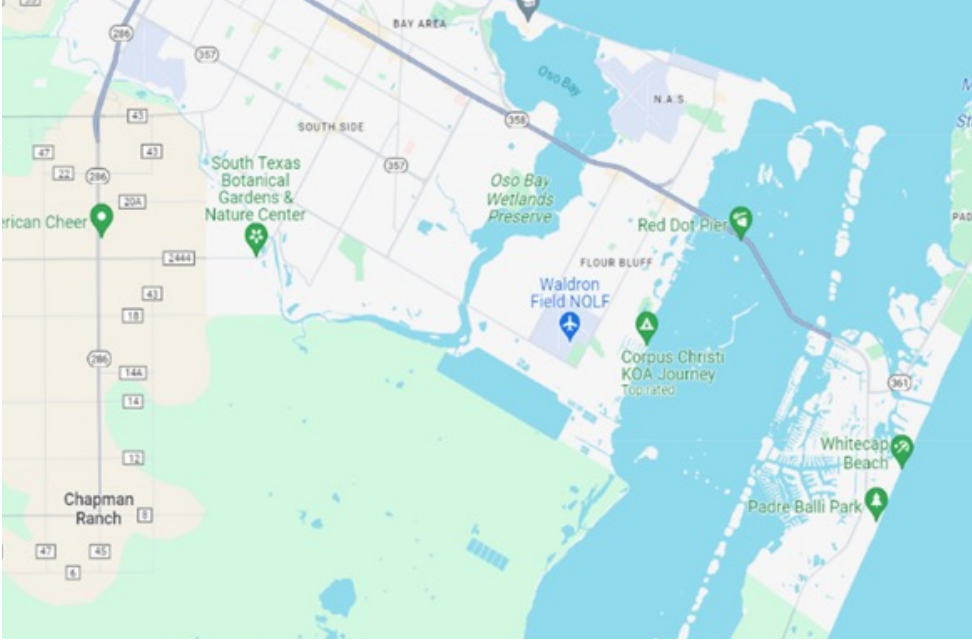 BAY AREA
286
357
Oso Bay
N.A.S.
358
SOUTH SIDE
43
47
43
22
286
357
20A
South Texas
Botanical
Gardens &
Nature Center
Oso Bay
Wetlands
Preserve
erican Cheer
Red Dot Pier
PAD
2444
FLOUR BLUFF
Waldron
Field NOLF
43
18
286
14A
Corpus Christi
KOA Journey
Top rated
361
14
12
Whitecap
Beach
Chapman
Ranch
8
Padre Balli Park
47
45
6